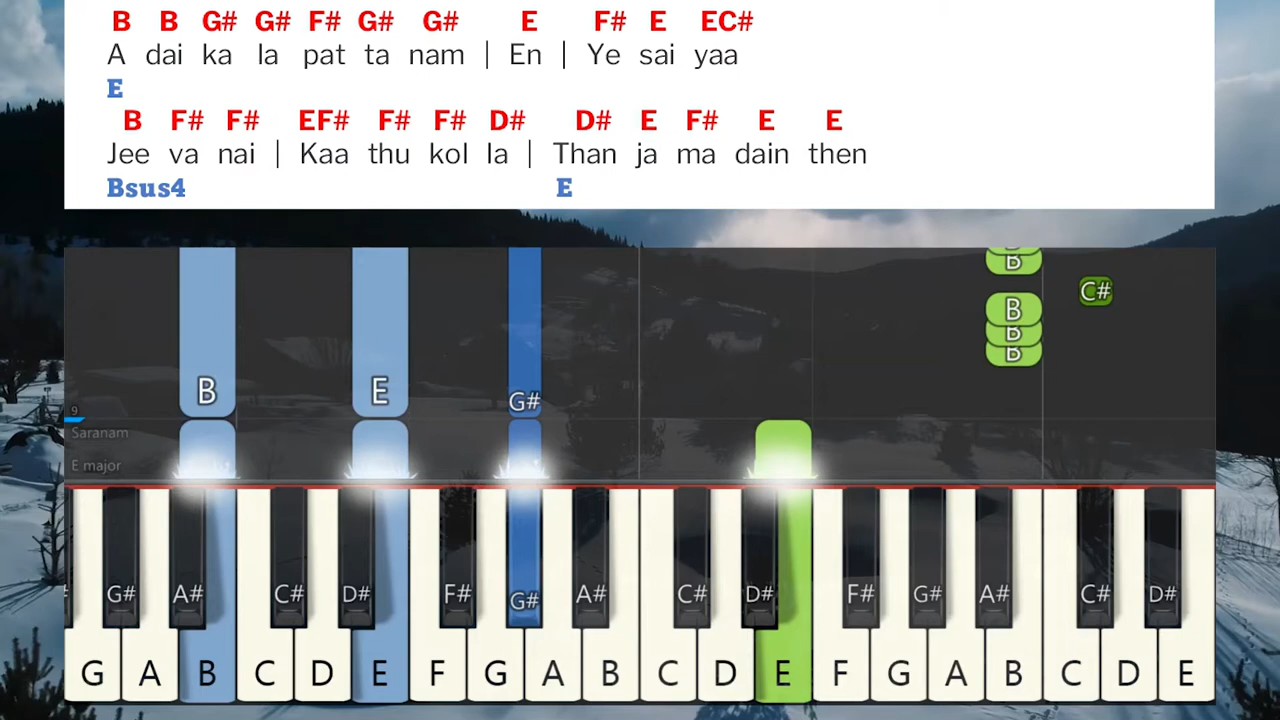 B B G# G# F# G# G# E F# E EC#
A dai ka la pat ta nam | En | Ye sai yaa
E
B F# F# EF# F# F# D# D# E F# E E
Jee va nai | Kaa thu kol la | Than ja ma dain then
Bsus4 E
B
B C#
B
B
B
B E G#
9
Saranam
E major
G# A# C# D# F# G# A# C# D# F# G# A# C# D#
G A B C D E F G A B C D E F G A B C D E